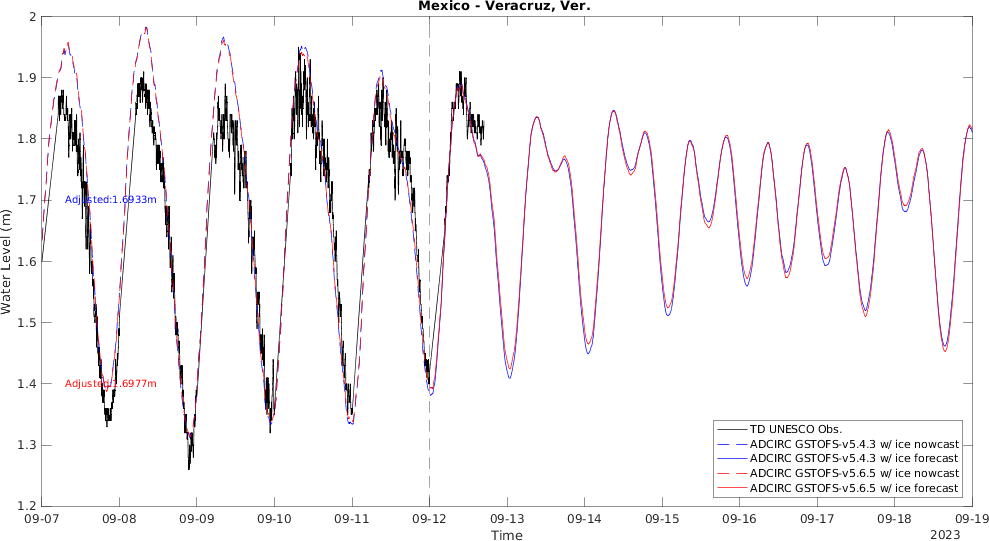 Mexico - Veracruz, Ver.
Water Level (m)
2
1.9
1.8
1.7
1.6
1.5
1.4
1.3
1.2
Adjusted:1.6933m
Adjusted:1.6977m
TD UNESCO Obs.
ADCIRC GSTOFS-v5.4.3 w/ ice nowcast
ADCIRC GSTOFS-v5.4.3 w/ ice forecast
ADCIRC GSTOFS-v5.6.5 w/ ice nowcast
ADCIRC GSTOFS-v5.6.5 w/ ice forecast
09-07 09-08 09-09 09-10 09-11 09-12 09-13 09-14 09-15 09-16 09-17 09-18 09-19
Time
2023